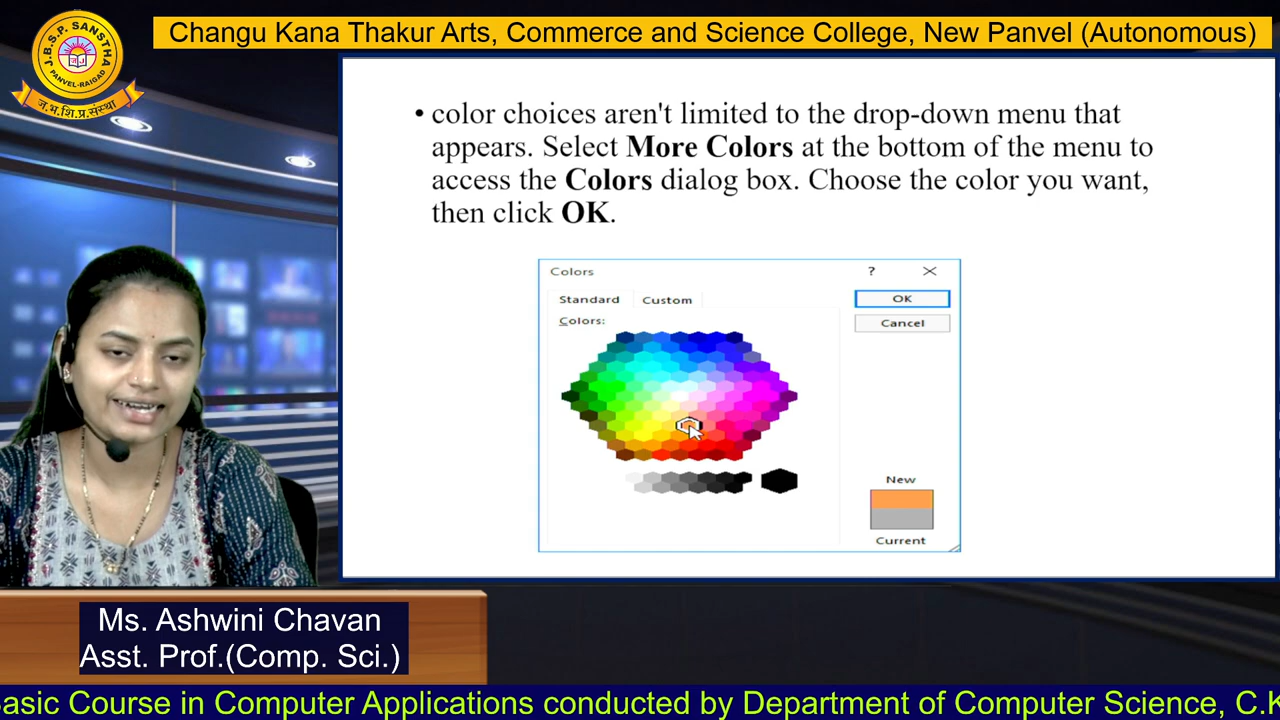 Changu Kana Thakur Arts, Commerce and Science College, New Panvel (Autonomous)
J.B.S.P. SANSTHA
PANVEL-RAIGAD
ज.भ.शि.प्र.संस्था
• color choices aren't limited to the drop-down menu that
appears. Select More Colors at the bottom of the menu to
access the Colors dialog box. Choose the color you want,
then click OK.
Colors
?
Standard
Custom
OK
Colors:
Cancel
New
Current
Ms. Ashwini Chavan
Asst. Prof.(Comp. Sci.)
Basic Course in Computer Applications conducted by Department of Computer Science, C.K